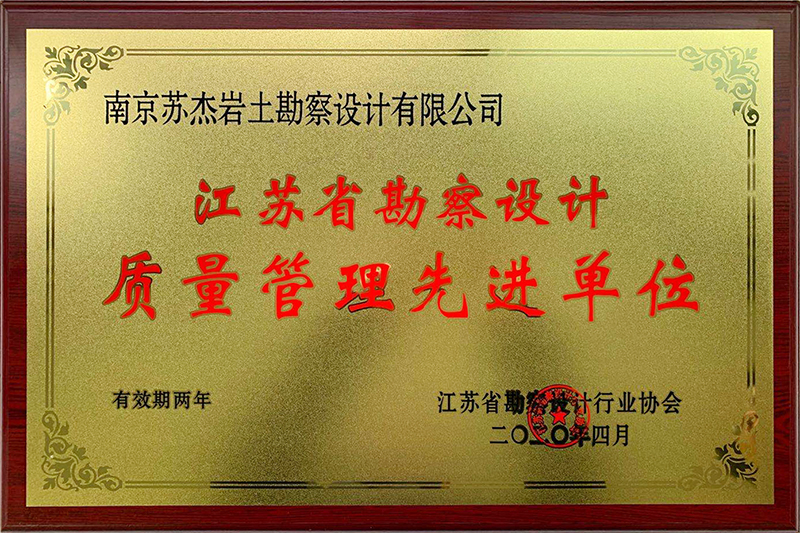 南京苏杰岩土勘察设计有限公司
江苏省勘察设计
质量管理先进单位
有效期两年
江苏省勘察设计行业协会
二〇二〇年四月